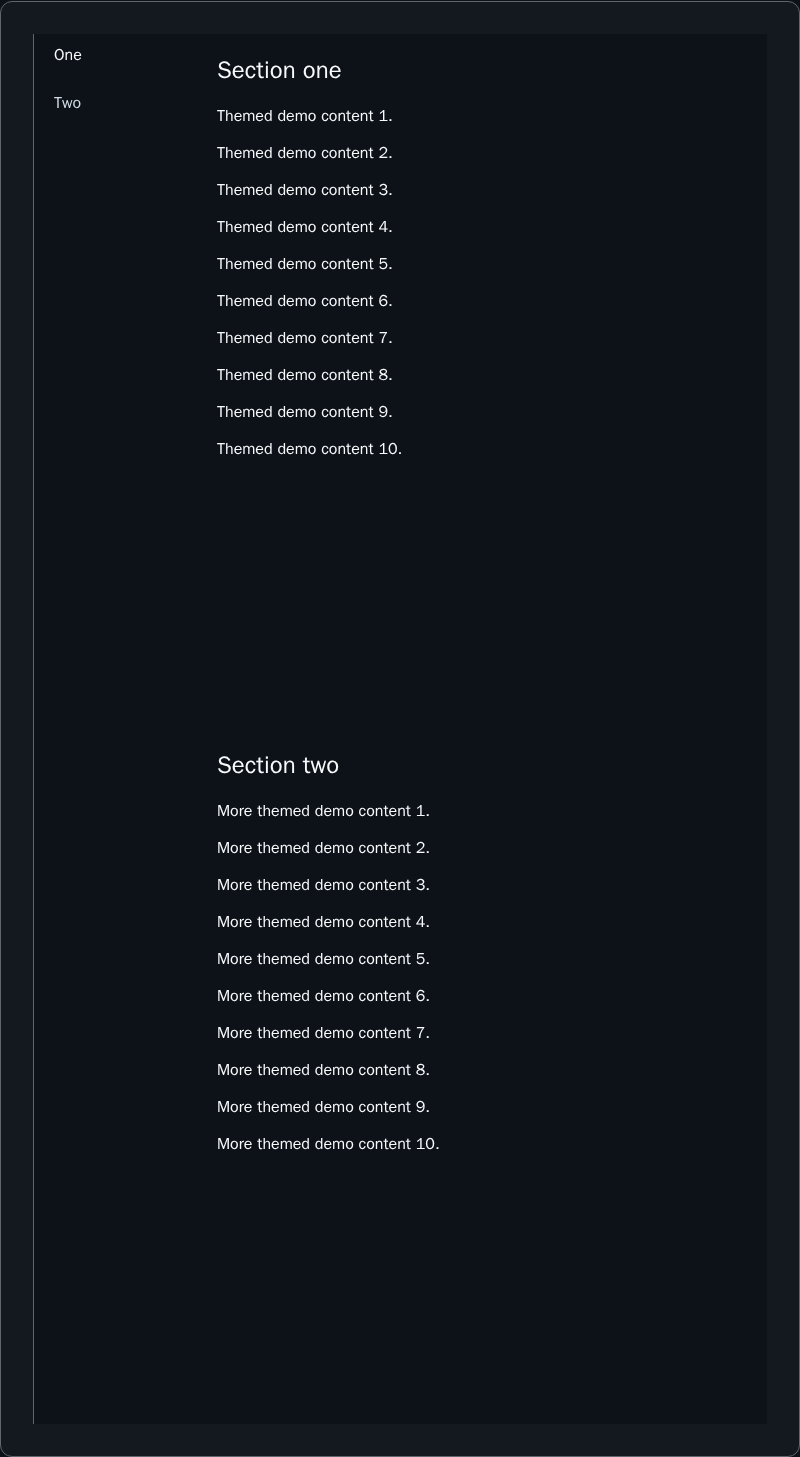 One
Two
Section one
Themed demo content 1.
Themed demo content 2.
Themed demo content 3.
Themed demo content 4.
Themed demo content 5.
Themed demo content 6.
Themed demo content 7.
Themed demo content 8.
Themed demo content 9.
Themed demo content 10.
Section two
More themed demo content 1.
More themed demo content 2.
More themed demo content 3.
More themed demo content 4.
More themed demo content 5.
More themed demo content 6.
More themed demo content 7.
More themed demo content 8.
More themed demo content 9.
More themed demo content 10.